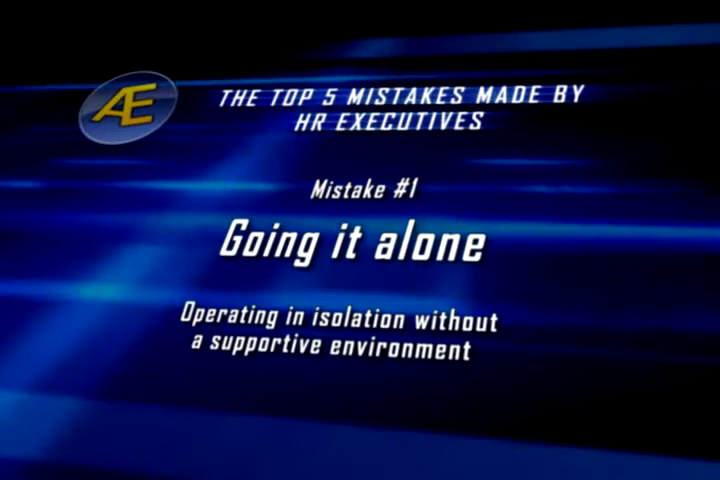 Æ
THE TOP 5 MISTAKES MADE BY
HR EXECUTIVES
Mistake #1
Going it alone
Operating in isolation without
a supportive environment